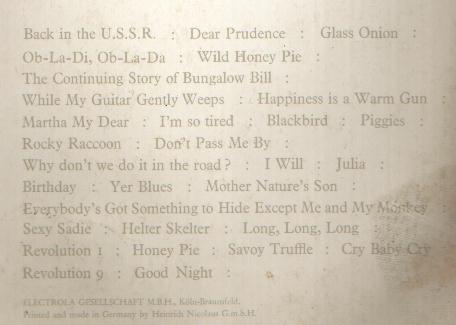 Back in the U.S.S.R. : Dear Prudence : Glass Onion :
Ob-La-Di, Ob-La-Da : Wild Honey Pie :
The Continuing Story of Bungalow Bill :
While My Guitar Gently Weeps : Happiness is a Warm Gun :
Martha My Dear : I'm so tired : Blackbird : Piggies :
Rocky Raccoon : Don't Pass Me By :
Why don't we do it in the road? : I Will : Julia :
Birthday : Yer Blues : Mother Nature's Son :
Everybody's Got Something to Hide Except Me and My Monkey :
Sexy Sadie : Helter Skelter : Long, Long, Long :
Revolution 1 : Honey Pie : Savoy Truffle : Cry Baby Cry
Revolution 9 : Good Night :
ELECTROLA GESELLSCHAFT M.B.H., Köln-Braunsfeld.
Printed and made in Germany by Heinrich Nicolaus G.m.b.H.